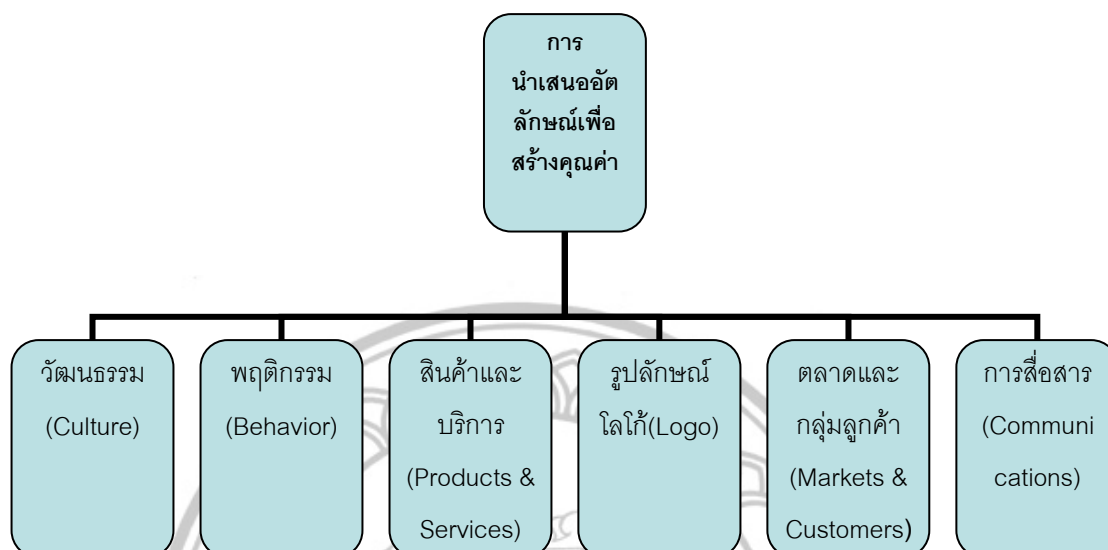 การ
นำเสนออัต
ลักษณ์เพื่อ
สร้างคุณค่า
วัฒนธรรม
(Culture)
พฤติกรรม
(Behavior)
สินค้าและ
บริการ
(Products &
Services)
รูปลักษณ์
โลโก้(Logo)
ตลาดและ
กลุ่มลูกค้า
(Markets &
Customers)
การสื่อสาร
(Communi
cations)